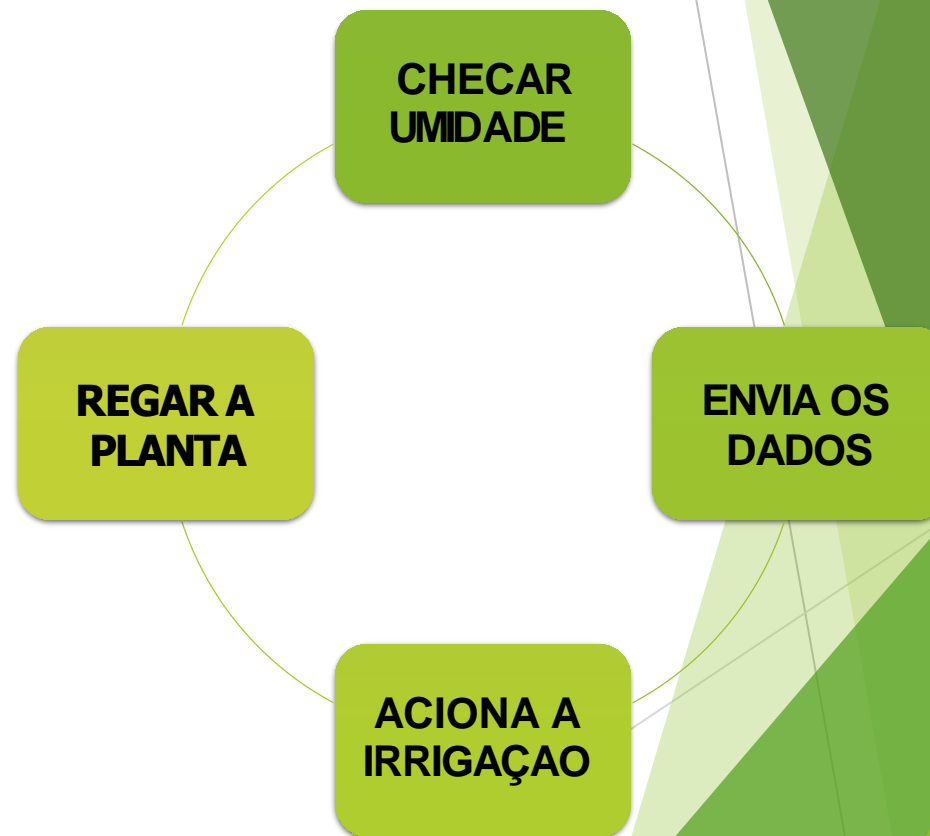 CHECAR
UMIDADE
ENVIA OS
DADOS
ACIONA A
IRRIGAÇAO
REGAR A
PLANTA